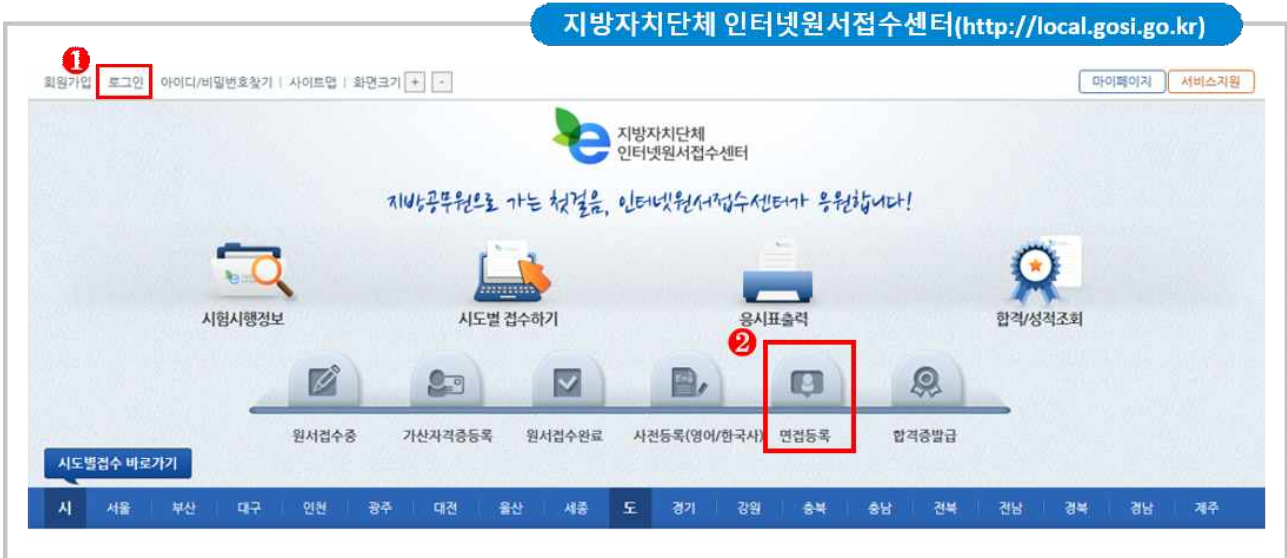 지방자치단체 인터넷원서접수센터(http://local.gosi.go.kr)
❶
회원가입 로그인 아이디/비밀번호찾기 | 사이트맵 | 화면크기 + -
마이페이지 서비스지원
지방자치단체
인터넷원서접수센터
지방공무원으로 가는 첫걸음, 인터넷원서접수센터가 응원합니다!
시험시행정보 시도별 접수하기 응시표출력 합격/성적조회
❷
원서접수중 가산자격증등록 원서접수완료 사전등록(영어/한국사) 면접등록 합격증발급
시도별접수 바로가기
시 서울 부산 대구 인천 광주 대전 울산 세종 도 경기 강원 충북 충남 전북 전남 경북 경남 제주